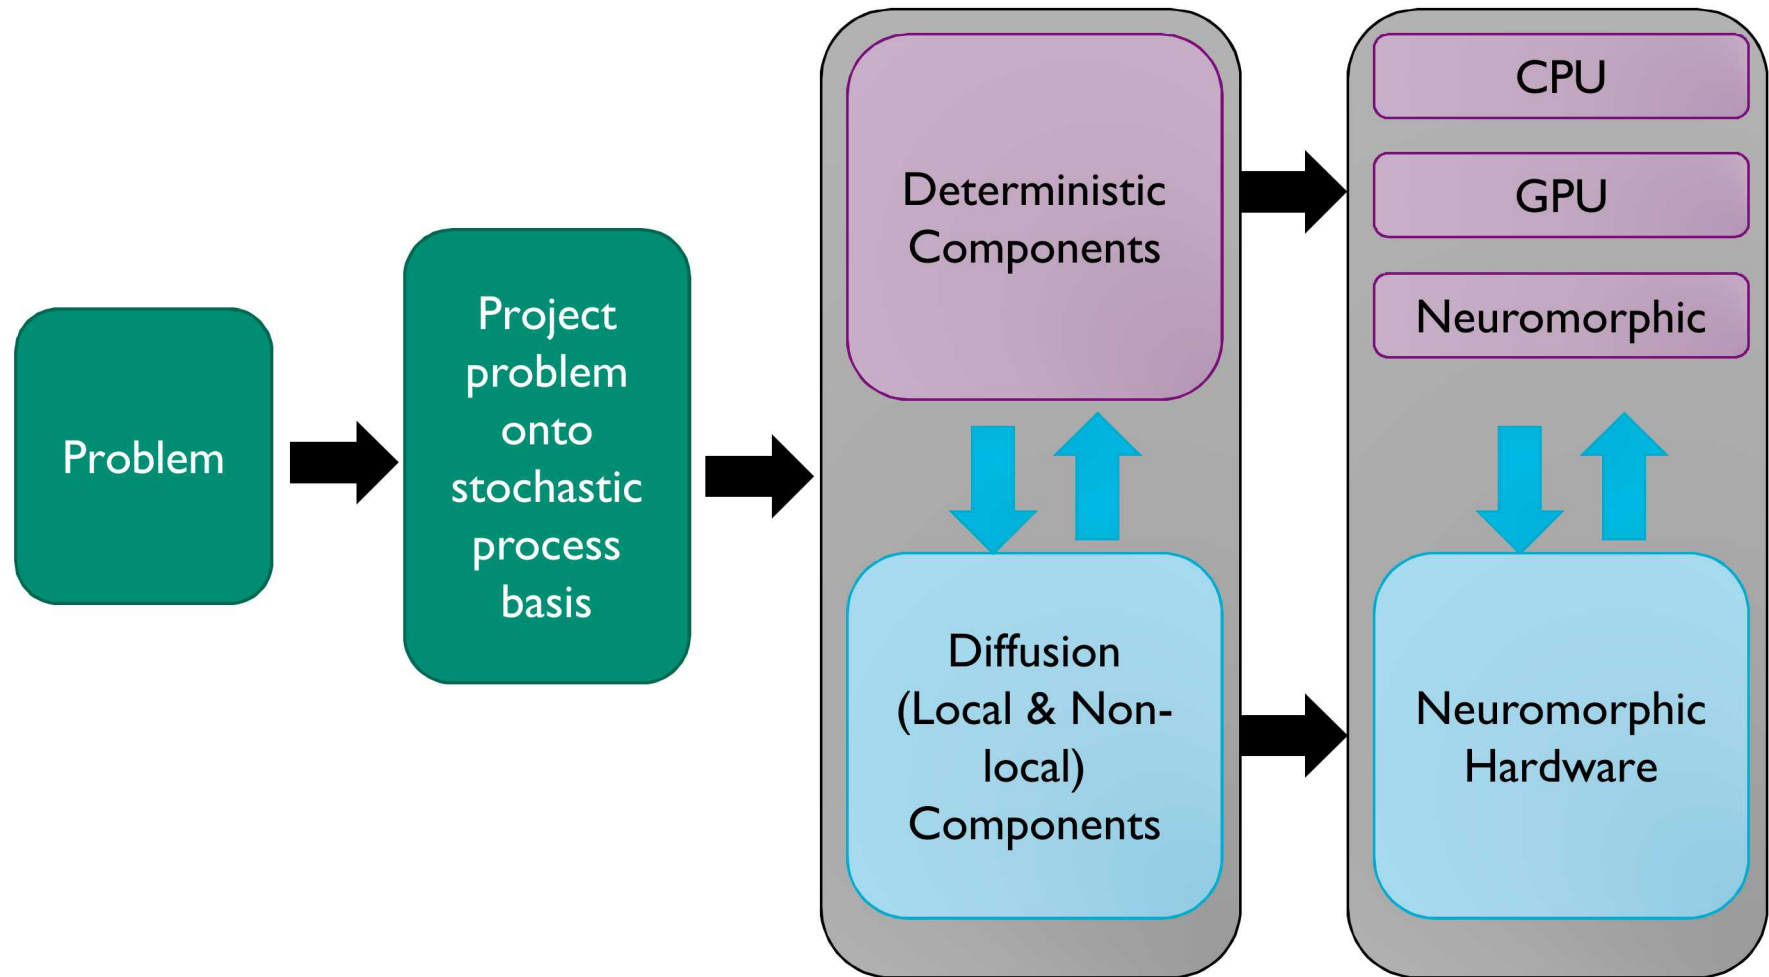 Problem
Project
problem
onto
stochastic
process
basis
Deterministic
Components
Diffusion
(Local & Non-
local)
Components
CPU
GPU
Neuromorphic
Neuromorphic
Hardware